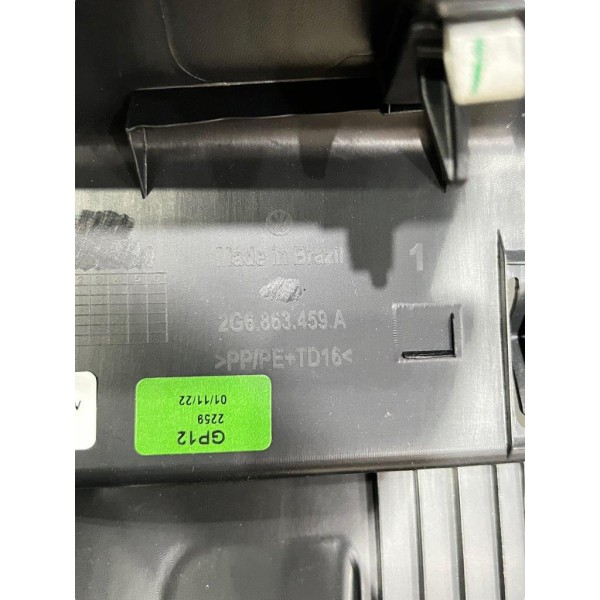 Made in Brazil
1
2G6.863.459.A
>PP/PE+TD16<
GP12
2259
01/11/22